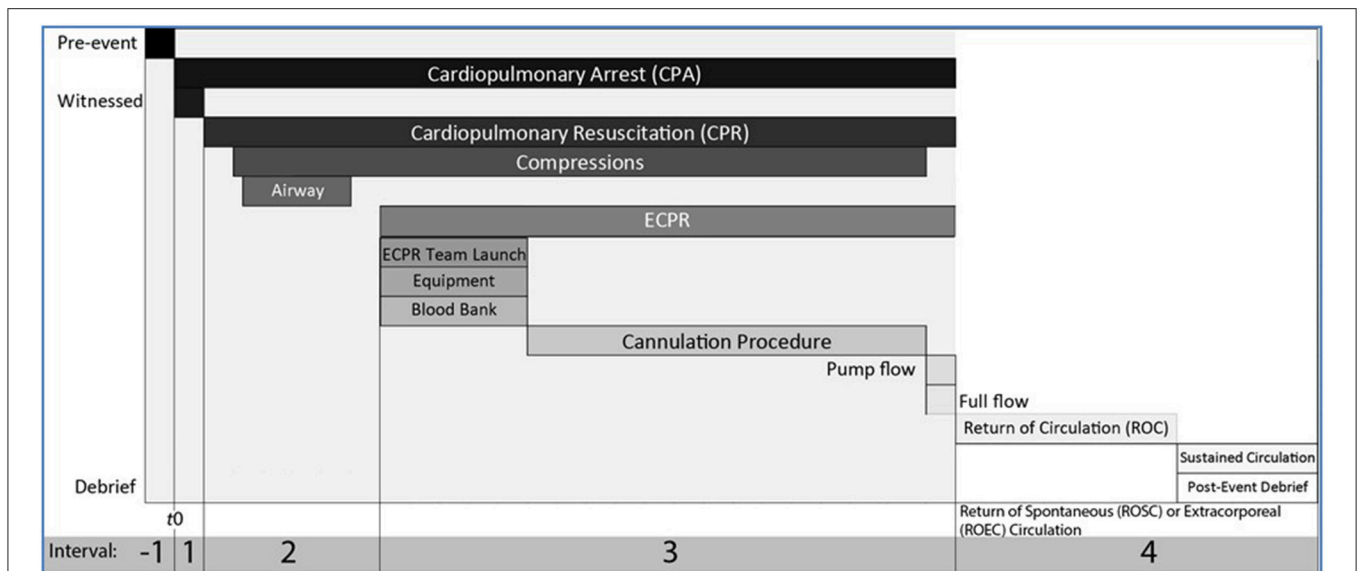 Pre-event
Cardiopulmonary Arrest (CPA)
Witnessed
Cardiopulmonary Resuscitation (CPR)
Compressions
Airway
ECPR
ECPR Team Launch
Equipment
Blood Bank
Cannulation Procedure
Pump flow
Full flow
Return of Circulation (ROC)
Sustained Circulation
Debrief
Post-Event Debrief
t0
Return of Spontaneous (ROSC) or Extracorporeal
(ROEC) Circulation
Interval: -1 1 2 3 4